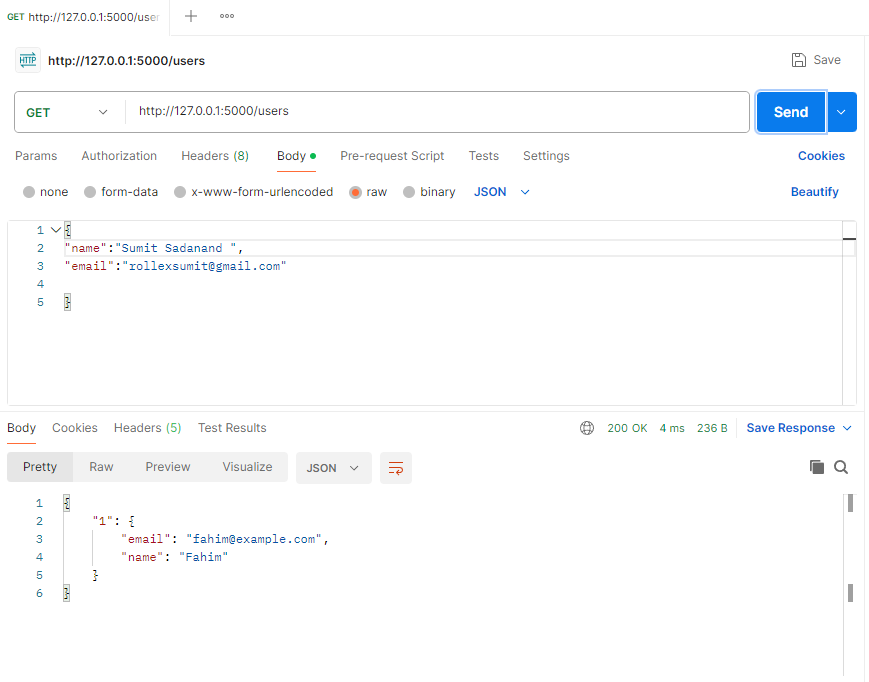 GET http://127.0.0.1:5000/user
HTTP http://127.0.0.1:5000/users Save
GET http://127.0.0.1:5000/users Send
Params Authorization Headers (8) Body Pre-request Script Tests Settings Cookies
none form-data x-www-form-urlencoded raw binary JSON Beautify
1 {
2 "name":"Sumit Sadanand ",
3 "email":"rollexsumit@gmail.com"
4
5 }
Body Cookies Headers (5) Test Results 200 OK 4 ms 236 B Save Response
Pretty Raw Preview Visualize JSON
1 {
2 "1": {
3 "email": "fahim@example.com",
4 "name": "Fahim"
5 }
6 }